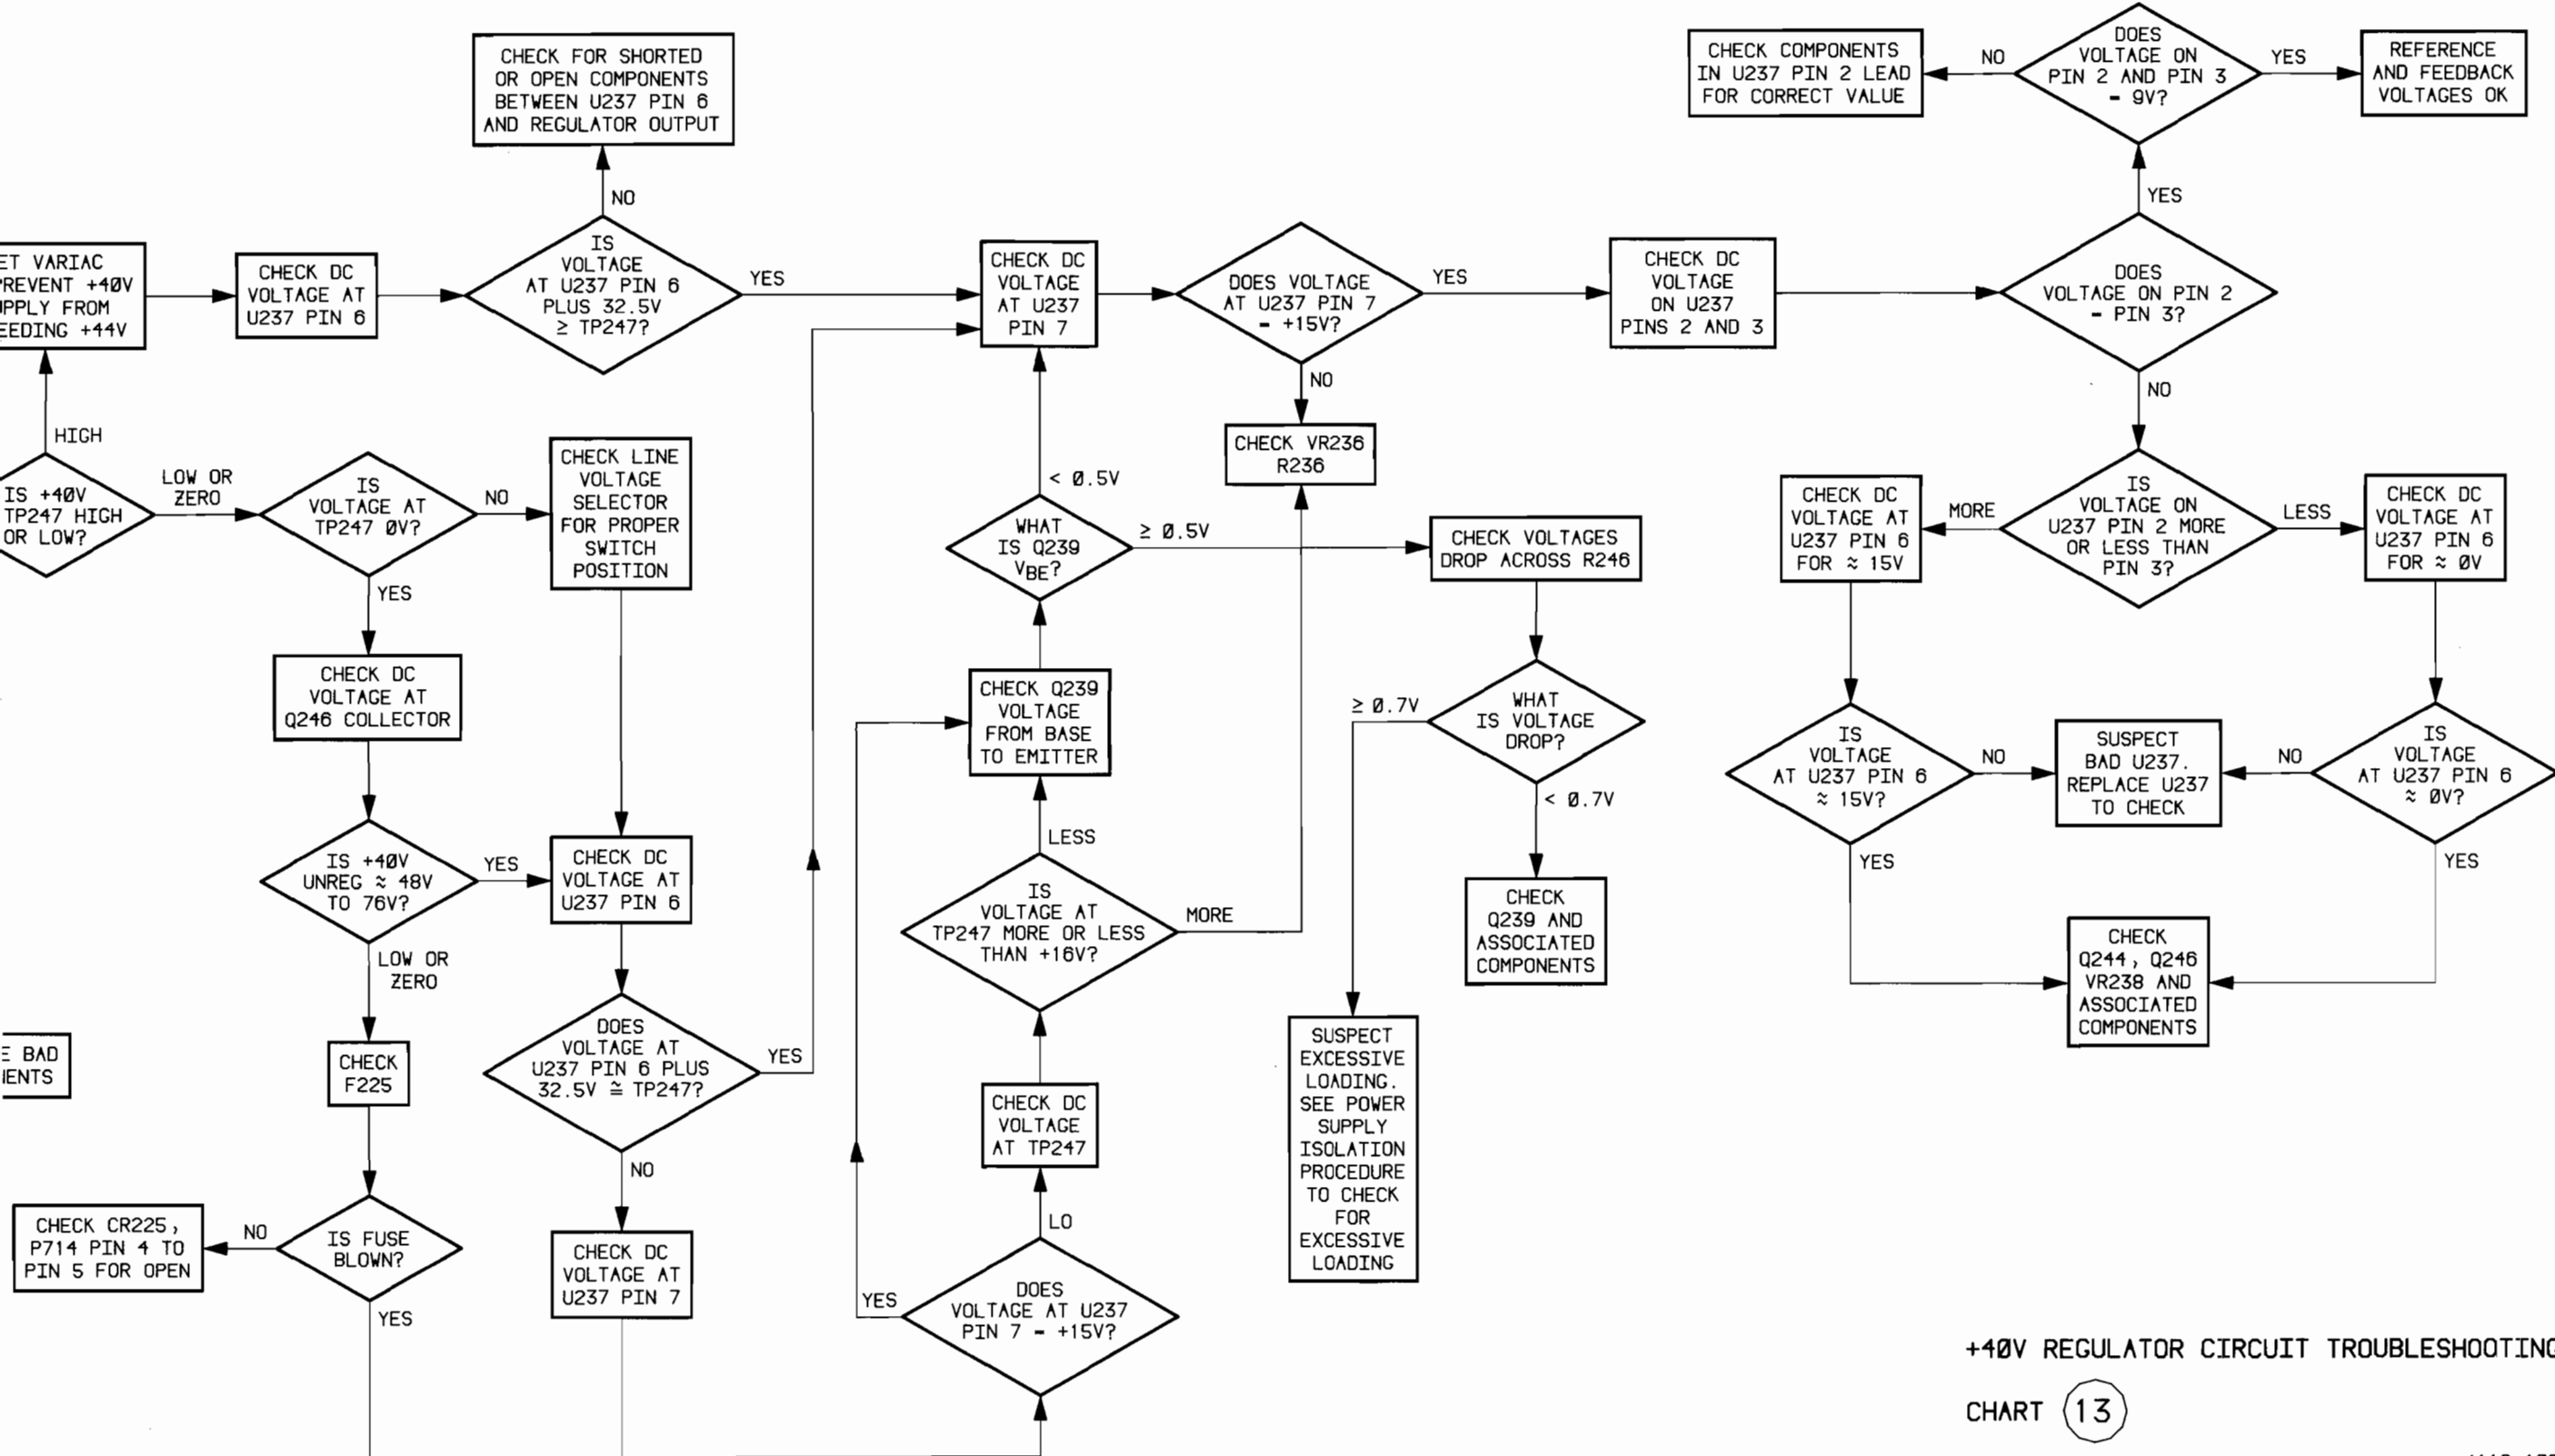 CHECK FOR SHORTED
OR OPEN COMPONENTS
BETWEEN U237 PIN 6
AND REGULATOR OUTPUT
NO
CHECK COMPONENTS
IN U237 PIN 2 LEAD
FOR CORRECT VALUE
NO
DOES
VOLTAGE ON
PIN 2 AND PIN 3
= 9V?
YES
REFERENCE
AND FEEDBACK
VOLTAGES OK
YES
ET VARIAC
REVENT +40V
PPLY FROM
EEDING +44V
CHECK DC
VOLTAGE AT
U237 PIN 6
IS
VOLTAGE
AT U237 PIN 6
PLUS 32.5V
≥ TP247?
YES
CHECK DC
VOLTAGE
AT U237
PIN 7
DOES VOLTAGE
AT U237 PIN 7
= +15V?
YES
NO
CHECK DC
VOLTAGE
ON U237
PINS 2 AND 3
DOES
VOLTAGE ON PIN 2
= PIN 3?
NO
HIGH
IS +40V
TP247 HIGH
OR LOW?
LOW OR
ZERO
IS
VOLTAGE AT
TP247 0V?
NO
YES
CHECK LINE
VOLTAGE
SELECTOR
FOR PROPER
SWITCH
POSITION
< 0.5V
WHAT
IS Q239
VBE?
≥ 0.5V
CHECK VR236
R236
CHECK VOLTAGES
DROP ACROSS R246
CHECK DC
VOLTAGE AT
U237 PIN 6
FOR ≈ 15V
MORE
IS
VOLTAGE ON
U237 PIN 2 MORE
OR LESS THAN
PIN 3?
LESS
CHECK DC
VOLTAGE AT
U237 PIN 6
FOR ≈ 0V
CHECK DC
VOLTAGE AT
Q246 COLLECTOR
CHECK Q239
VOLTAGE
FROM BASE
TO EMITTER
≥ 0.7V
WHAT
IS VOLTAGE
DROP?
< 0.7V
IS
VOLTAGE
AT U237 PIN 6
≈ 15V?
NO
YES
SUSPECT
BAD U237.
REPLACE U237
TO CHECK
NO
IS
VOLTAGE
AT U237 PIN 6
≈ 0V?
YES
IS +40V
UNREG ≈ 48V
TO 76V?
YES
LOW OR
ZERO
CHECK DC
VOLTAGE AT
U237 PIN 6
LESS
IS
VOLTAGE AT
TP247 MORE OR LESS
THAN +16V?
MORE
CHECK
Q239 AND
ASSOCIATED
COMPONENTS
CHECK
Q244, Q246
VR238 AND
ASSOCIATED
COMPONENTS
E BAD
ENTS
CHECK
F225
DOES
VOLTAGE AT
U237 PIN 6 PLUS
32.5V ≅ TP247?
YES
NO
CHECK DC
VOLTAGE
AT TP247
LO
SUSPECT
EXCESSIVE
LOADING.
SEE POWER
SUPPLY
ISOLATION
PROCEDURE
TO CHECK
FOR
EXCESSIVE
LOADING
CHECK CR225,
P714 PIN 4 TO
PIN 5 FOR OPEN
NO
IS FUSE
BLOWN?
YES
CHECK DC
VOLTAGE AT
U237 PIN 7
YES
DOES
VOLTAGE AT U237
PIN 7 = +15V?
+40V REGULATOR CIRCUIT TROUBLESHOOTING
CHART 13